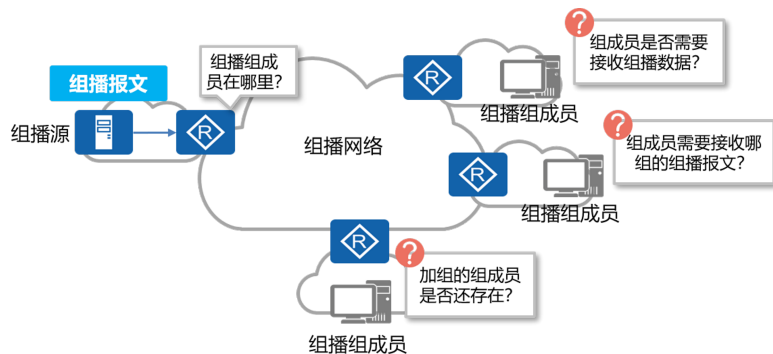 组播报文
组播源
R
组播组成
员在哪里?
组播网络
R
组播组成员
组成员是否需要
接收组播数据?
?
R
组播组成员
组成员需要接收哪
组的组播报文?
?
R
组播组成员
加组的组成员
是否还存在?
?